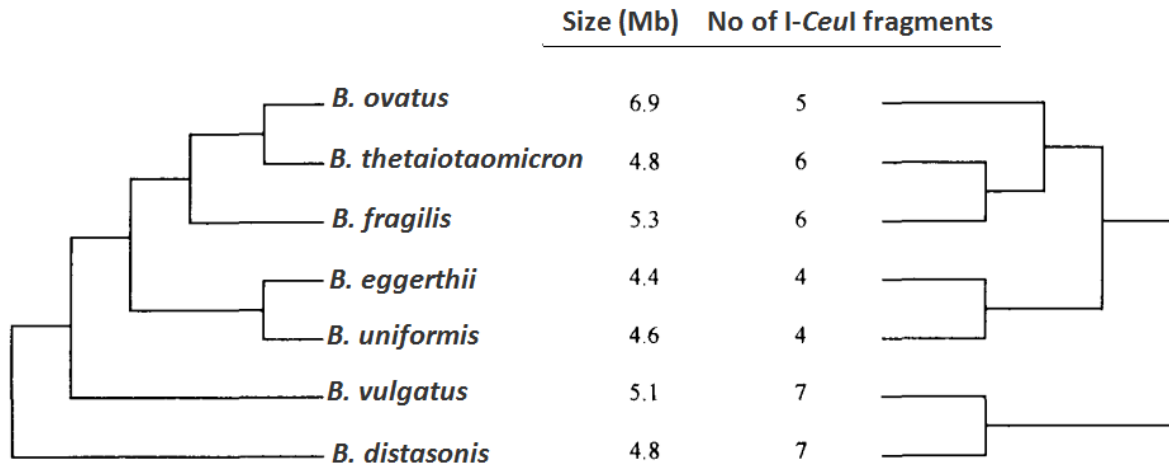 Size (Mb) No of I-CeuI fragments
B. ovatus 6.9 5
B. thetaiotaomicron 4.8 6
B. fragilis 5.3 6
B. eggerthii 4.4 4
B. uniformis 4.6 4
B. vulgatus 5.1 7
B. distasonis 4.8 7